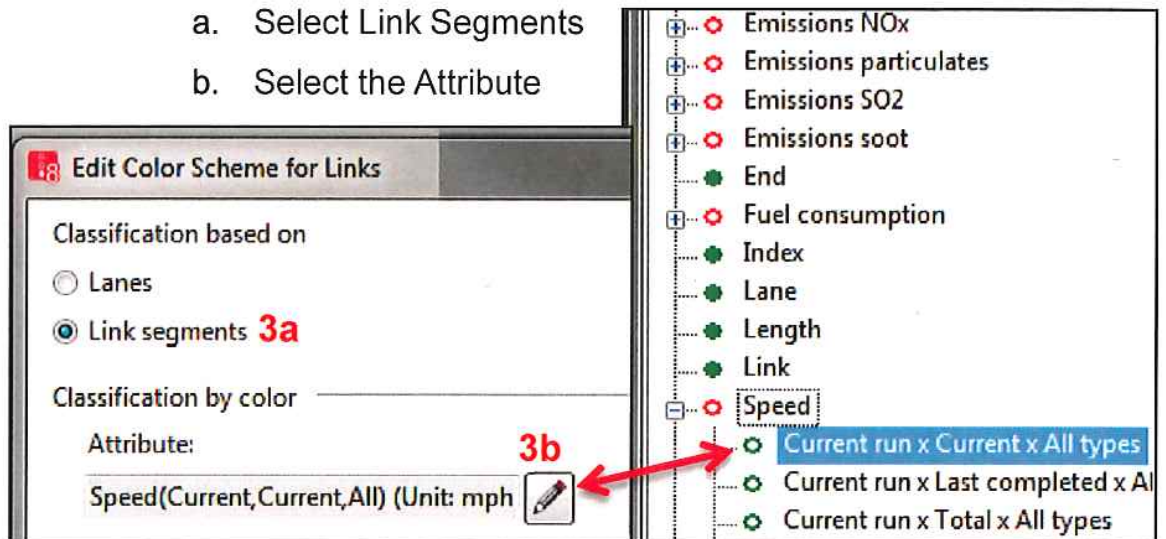 a. Select Link Segments
b. Select the Attribute
8 Edit Color Scheme for Links
Classification based on
Lanes
Link segments 3a
Classification by color
Attribute:
3b
Speed(Current,Current,All) (Unit: mph
Emissions NOx
Emissions particulates
Emissions SO2
Emissions soot
End
Fuel consumption
Index
Lane
Length
Link
Speed
Current run x Current x All types
Current run x Last completed x Al
Current run x Total x All types